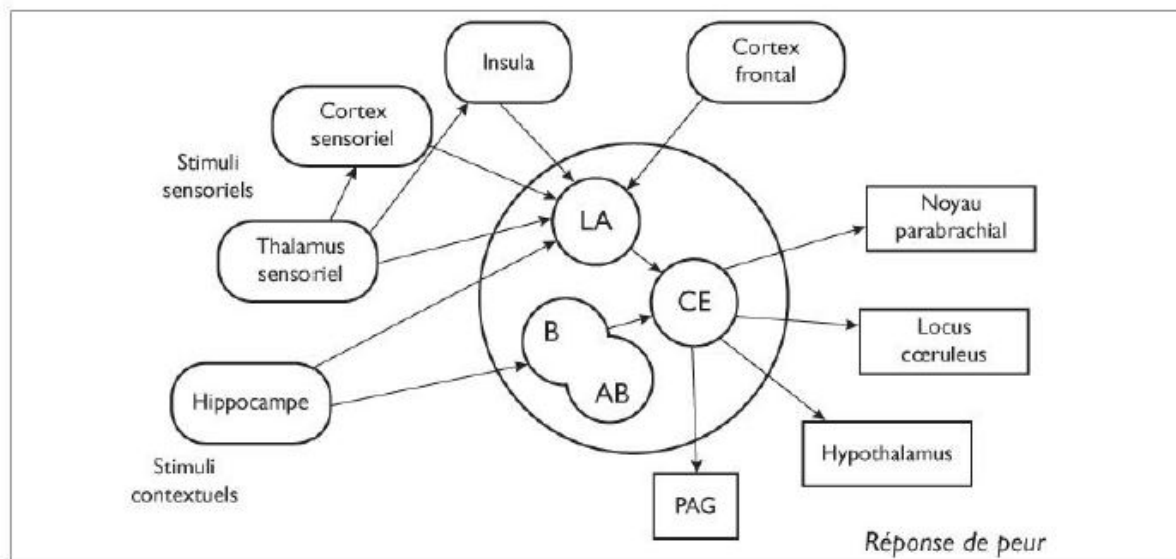 Insula
Cortex
frontal
Cortex
sensoriel
Stimuli
sensoriels
Thalamus
sensoriel
LA
Noyau
parabrachial
CE
B
AB
Locus
cœruleus
Hippocampe
Hypothalamus
Stimuli
contextuels
PAG
Réponse de peur